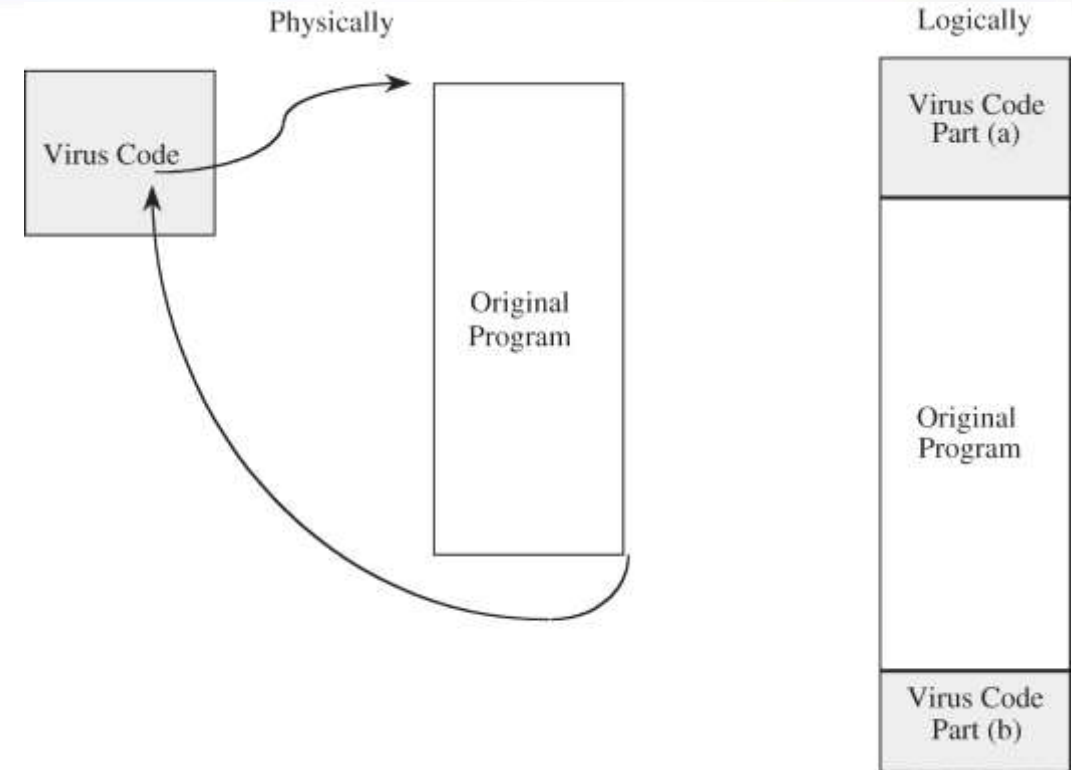 Physically
Logically
Virus Code
Original
Program
Virus Code
Part (a)
Original
Program
Virus Code
Part (b)